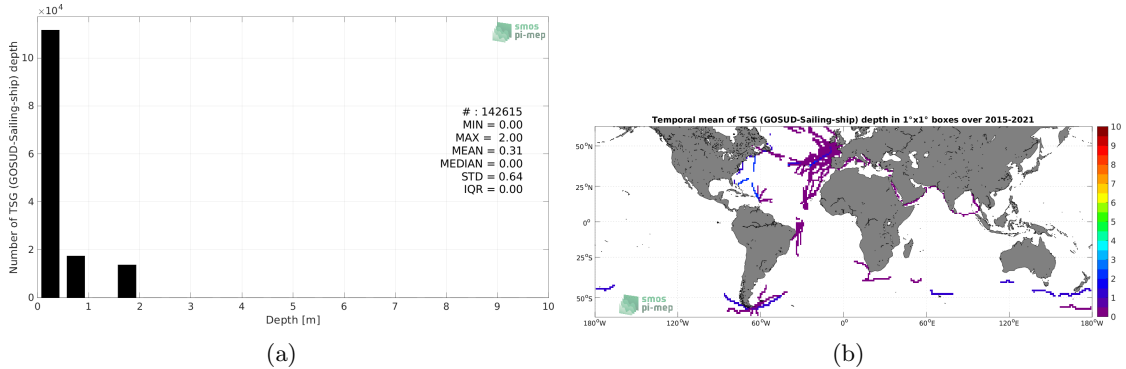 ×10⁴
10
8
6
4
2
0
Number of TSG (GOSUD-Sailing-ship) depth
smos
pi-mep
# : 142615
MIN = 0.00
MAX = 2.00
MEAN = 0.31
MEDIAN = 0.00
STD = 0.64
IQR = 0.00
0 1 2 3 4 5 6 7 8 9 10
Depth [m]
(a)
Temporal mean of TSG (GOSUD-Sailing-ship) depth in 1°x1° boxes over 2015-2021
50°N
25°N
0°
25°S
50°S
smos
pi-mep
180°W 120°W 60°W 0° 60°E 120°E 180°W
10
9
8
7
6
5
4
3
2
1
0
(b)